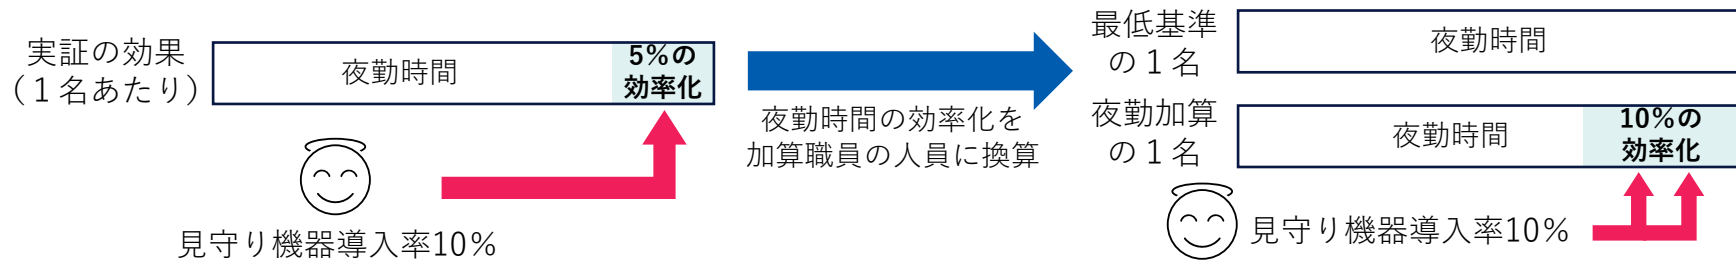 実証の効果
（１名あたり）
夜勤時間
5%の
効率化
見守り機器導入率10%
夜勤時間の効率化を
加算職員の人員に換算
最低基準
の１名
夜勤時間
夜勤加算
の１名
夜勤時間
10%の
効率化
見守り機器導入率10%